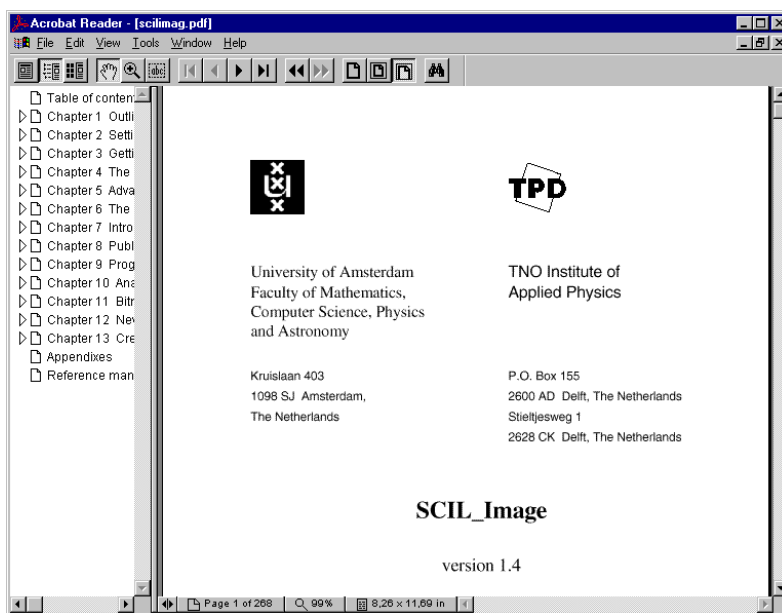 Acrobat Reader - [scilimag.pdf]
File Edit View Tools Window Help
abc
Table of conten
Chapter 1 Outli
Chapter 2 Setti
Chapter 3 Getti
Chapter 4 The
Chapter 5 Adva
Chapter 6 The
Chapter 7 Intro
Chapter 8 Publ
Chapter 9 Prog
Chapter 10 Ana
Chapter 11 Bitr
Chapter 12 Nev
Chapter 13 Cre
Appendixes
Reference man
TPD
University of Amsterdam
Faculty of Mathematics,
Computer Science, Physics
and Astronomy
TNO Institute of
Applied Physics
Kruislaan 403
1098 SJ Amsterdam,
The Netherlands
P.O. Box 155
2600 AD Delft, The Netherlands
Stieltjesweg 1
2628 CK Delft, The Netherlands
SCIL_Image
version 1.4
Page 1 of 268 99% 8,26 x 11,69 in